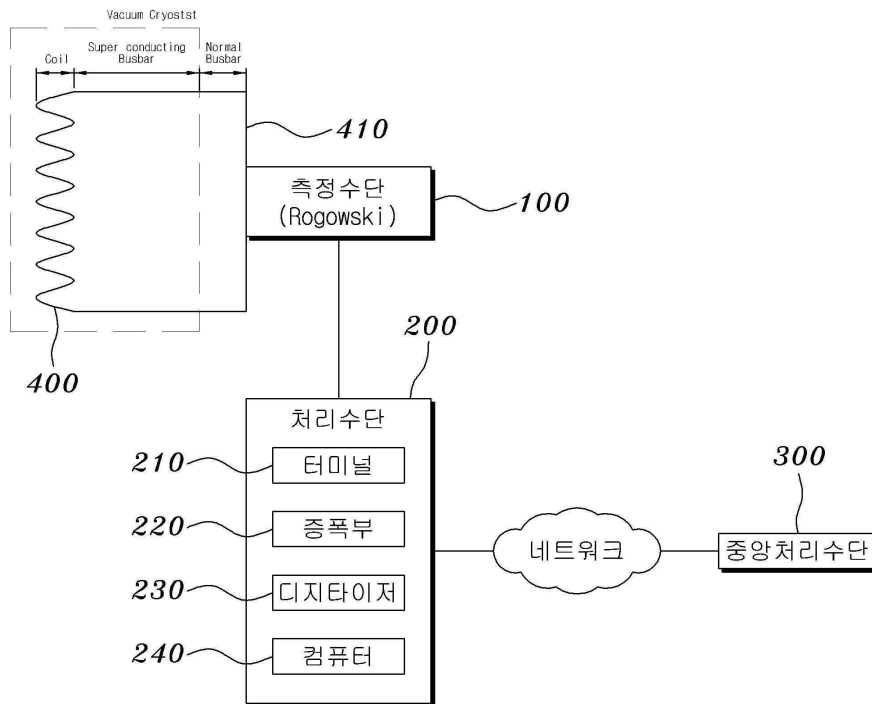 Vacuum Cryostst
Coil
Super conducting
Busbar
Normal
Busbar
410
측정수단
(Rogowski)
100
400
200
처리수단
210
터미널
220
증폭부
230
디지타이저
240
컴퓨터
네트워크
300
중앙처리수단